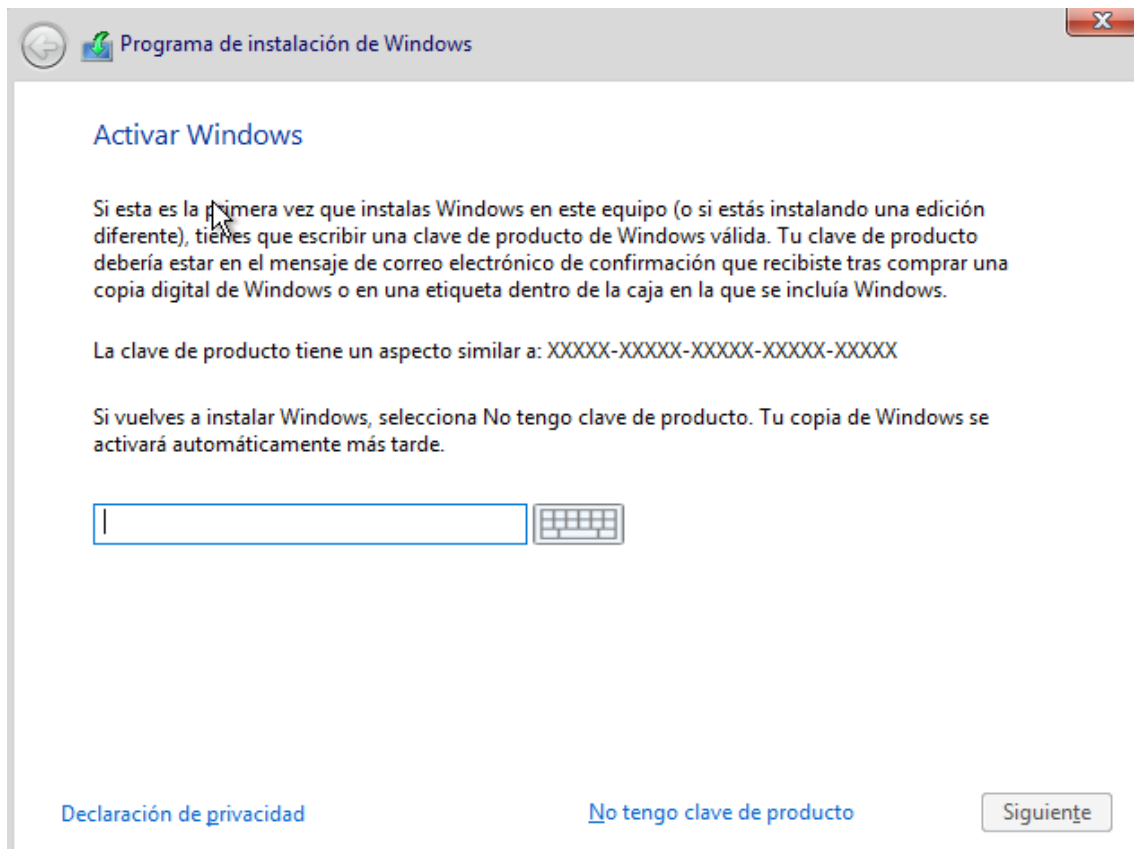 Programa de instalación de Windows
Activar Windows
Si esta es la primera vez que instalas Windows en este equipo (o si estás instalando una edición
diferente), tienes que escribir una clave de producto de Windows válida. Tu clave de producto
debería estar en el mensaje de correo electrónico de confirmación que recibiste tras comprar una
copia digital de Windows o en una etiqueta dentro de la caja en la que se incluía Windows.
La clave de producto tiene un aspecto similar a: XXXXX-XXXXX-XXXXX-XXXXX-XXXXX
Si vuelves a instalar Windows, selecciona No tengo clave de producto. Tu copia de Windows se
activará automáticamente más tarde.
Declaración de privacidad
No tengo clave de producto
Siguiente